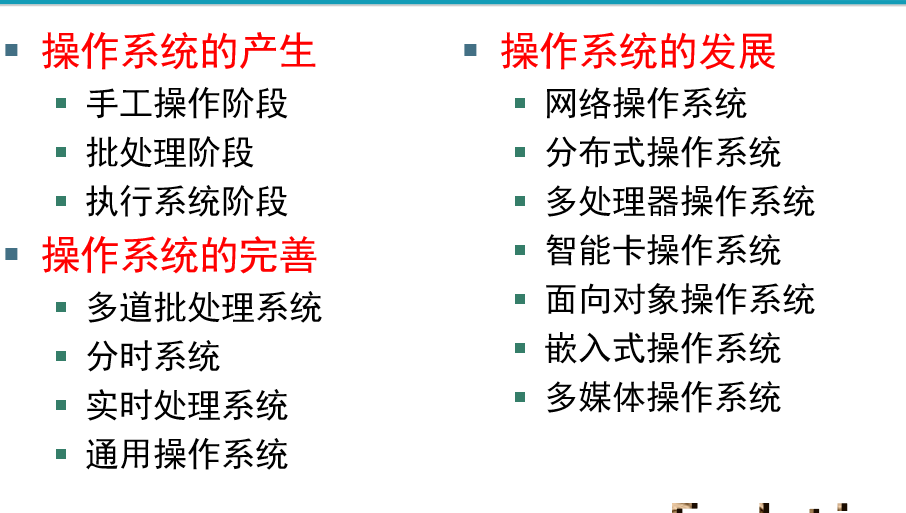 操作系统的产生
手工操作阶段
批处理阶段
执行系统阶段
操作系统的完善
多道批处理系统
分时系统
实时处理系统
通用操作系统
操作系统的发展
网络操作系统
分布式操作系统
多处理器操作系统
智能卡操作系统
面向对象操作系统
嵌入式操作系统
多媒体操作系统